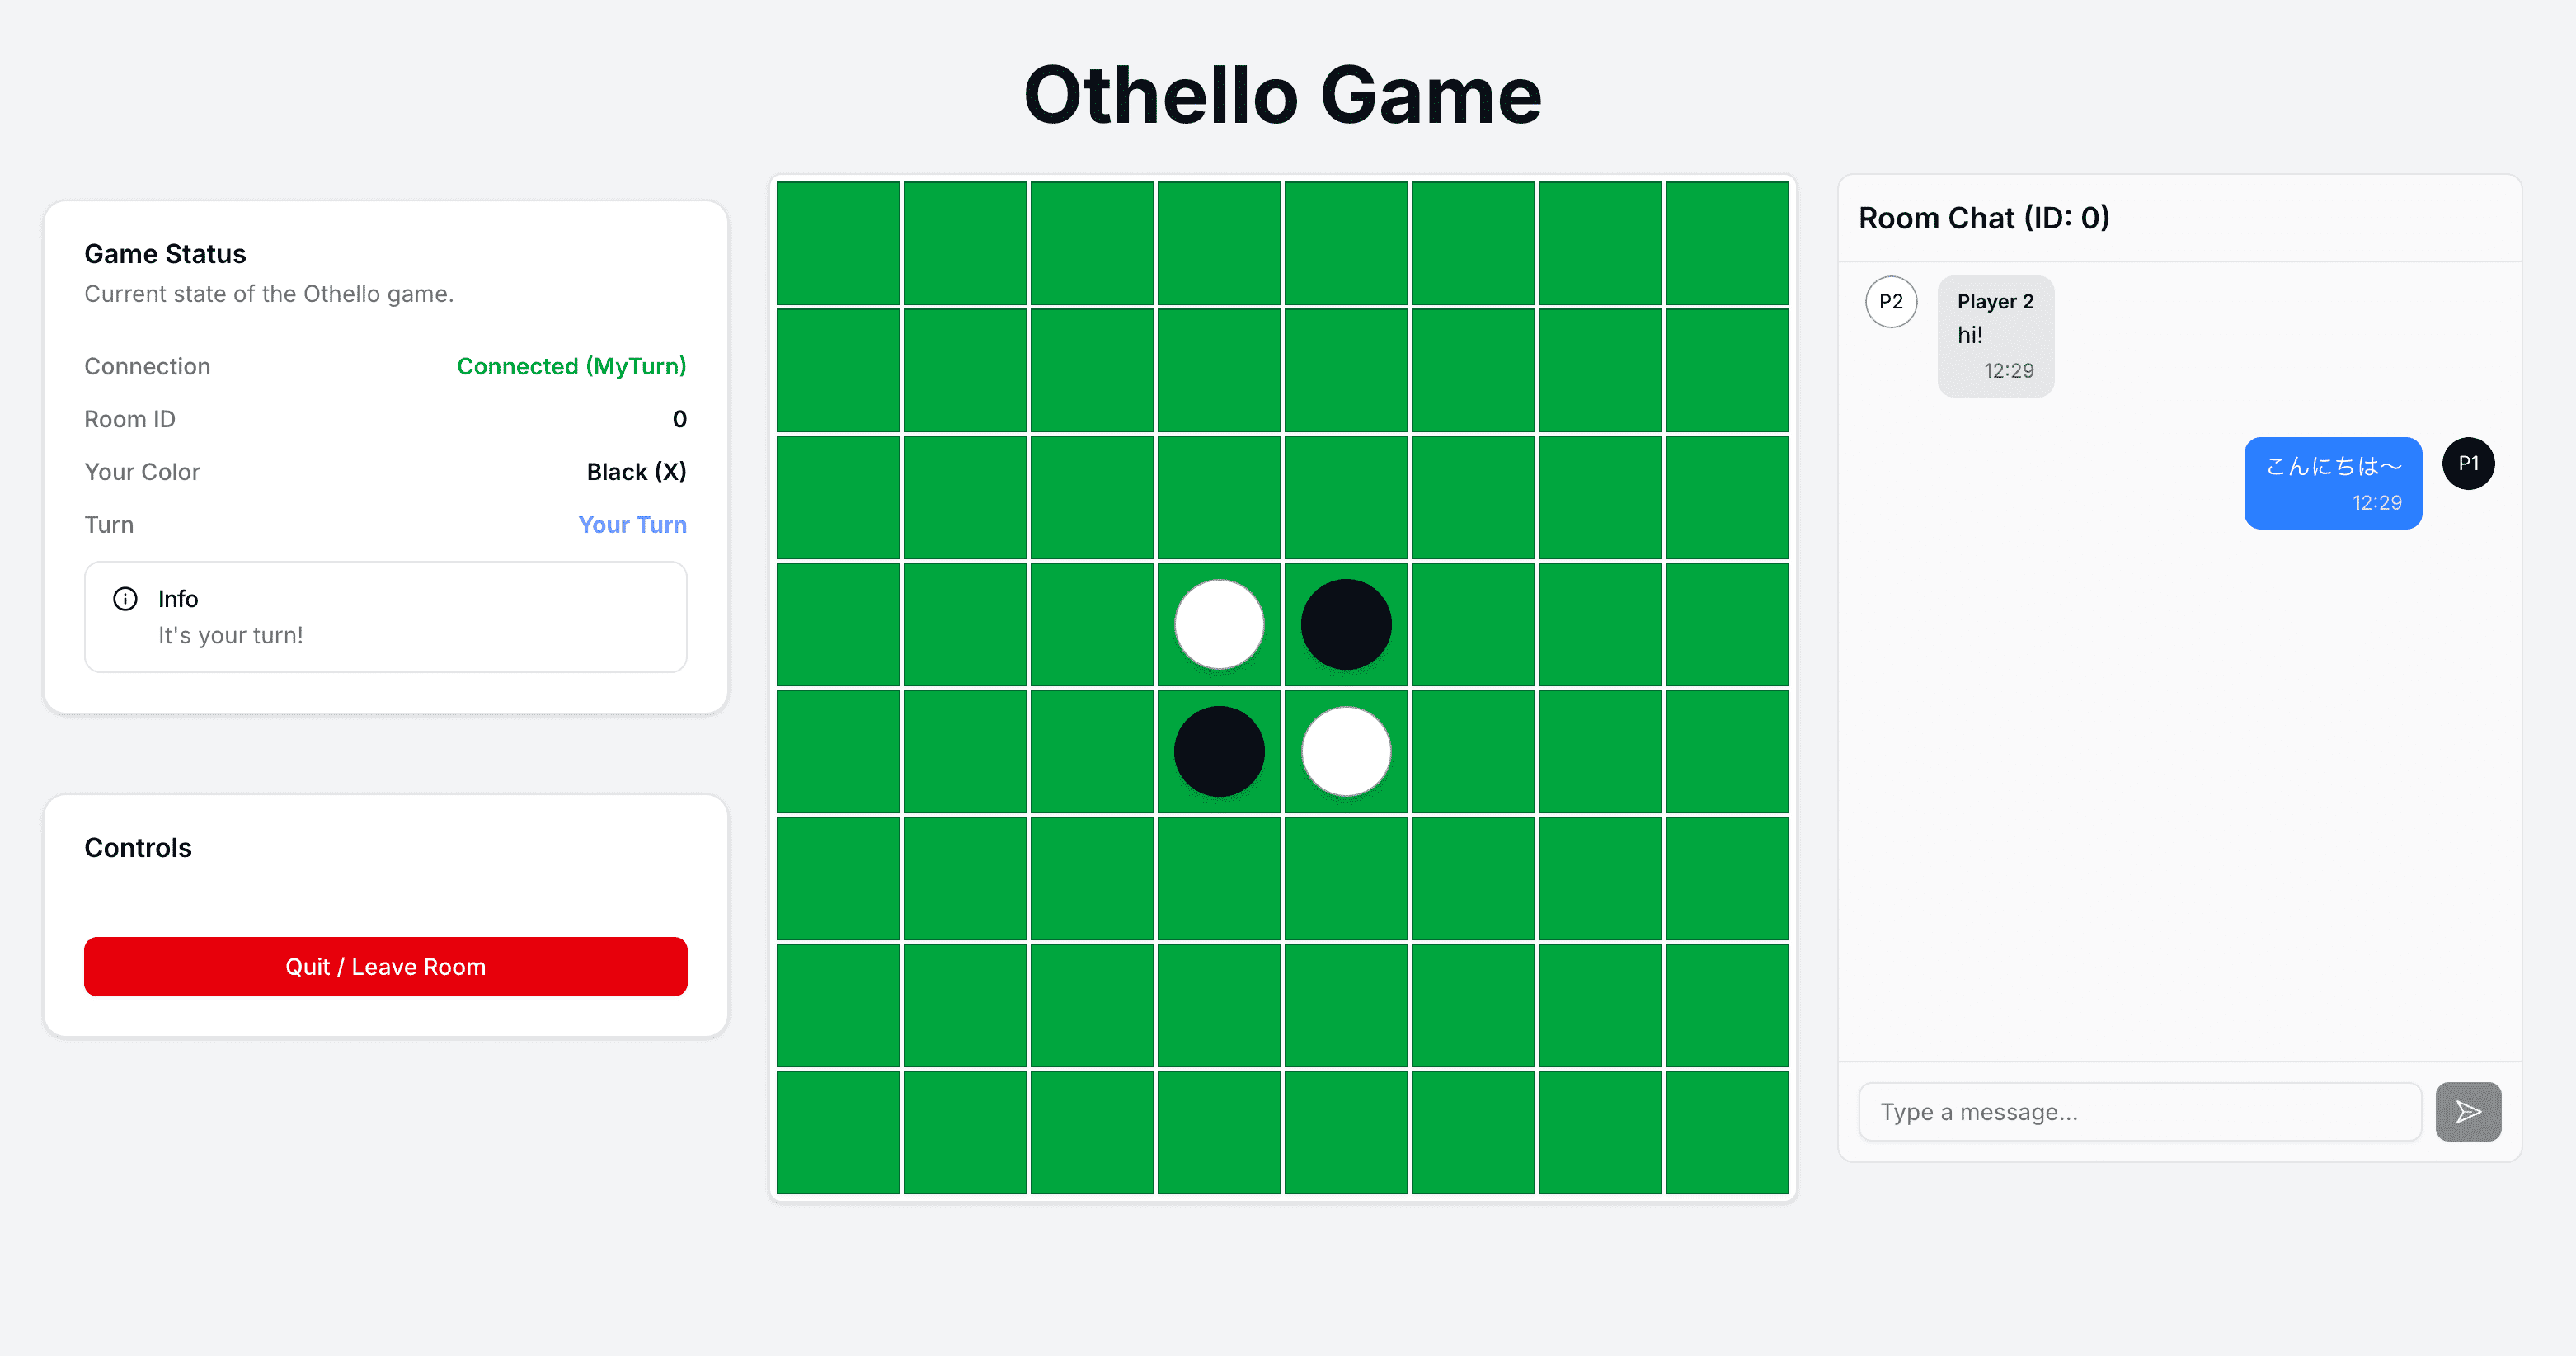 Othello Game
Game Status
Current state of the Othello game.
Connection Connected (MyTurn)
Room ID 0
Your Color Black (X)
Turn Your Turn
Info
It's your turn!
Controls
Quit / Leave Room
Room Chat (ID: 0)
P2
Player 2
hi!
12:29
こんにちは〜
P1
12:29
Type a message...